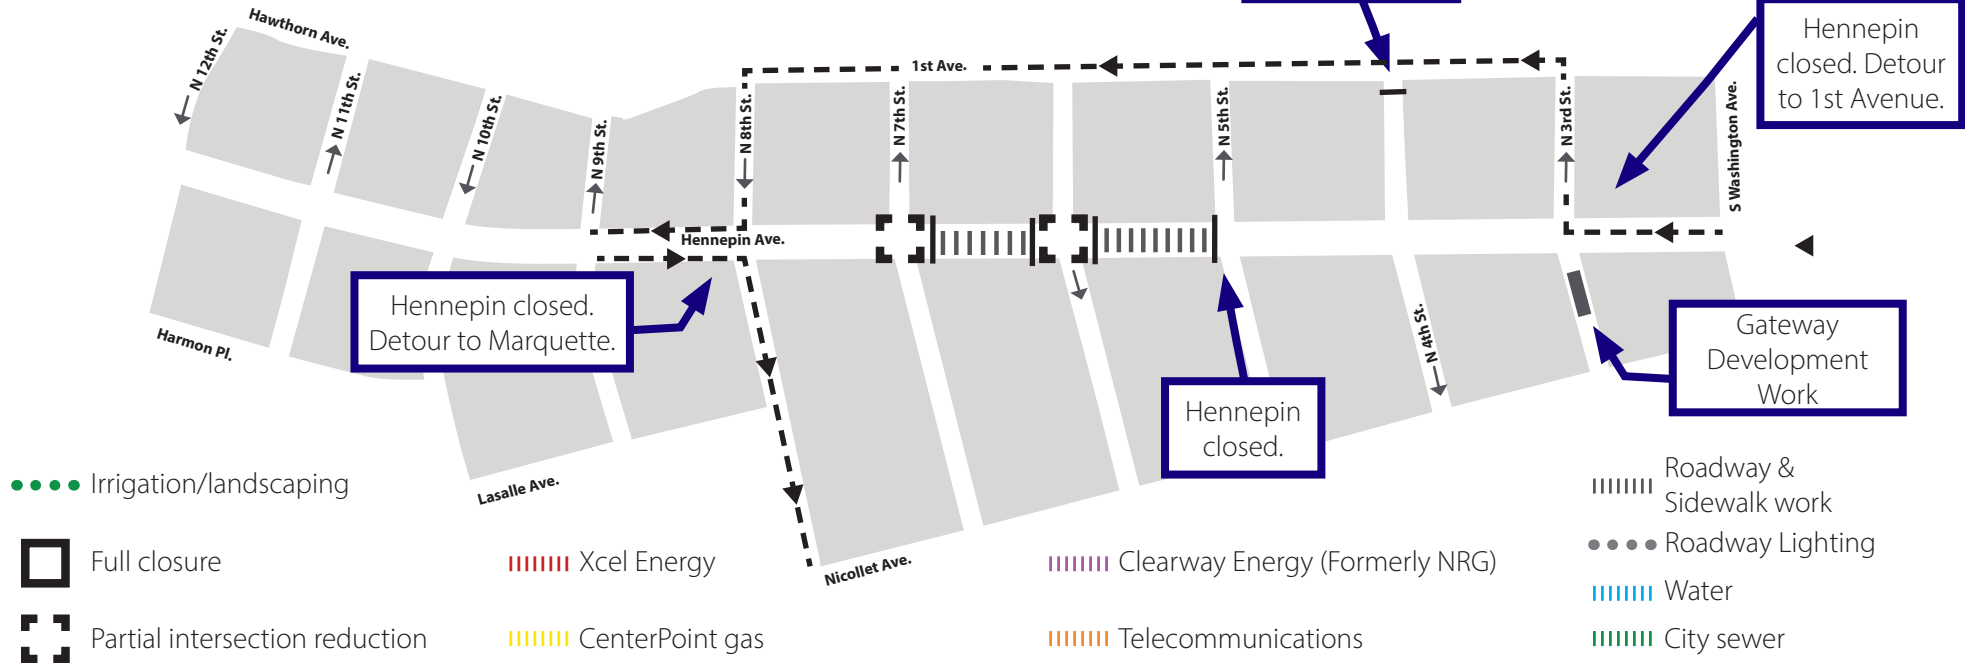 Hawthorn Ave.
N 12th St.
N 11th St.
N 10th St.
N 9th St.
N 8th St.
1st Ave.
N 7th St.
N 5th St.
N 3rd St.
S Washington Ave.
Hennepin
closed. Detour
to 1st Avenue.
Hennepin Ave.
Hennepin closed.
Detour to Marquette.
Harmon Pl.
N 4th St.
Gateway
Development
Work
Hennepin
closed.
Lasalle Ave.
Nicollet Ave.
Irrigation/landscaping
Full closure
Partial intersection reduction
Xcel Energy
CenterPoint gas
Clearway Energy (Formerly NRG)
Telecommunications
Roadway &
Sidewalk work
Roadway Lighting
Water
City sewer